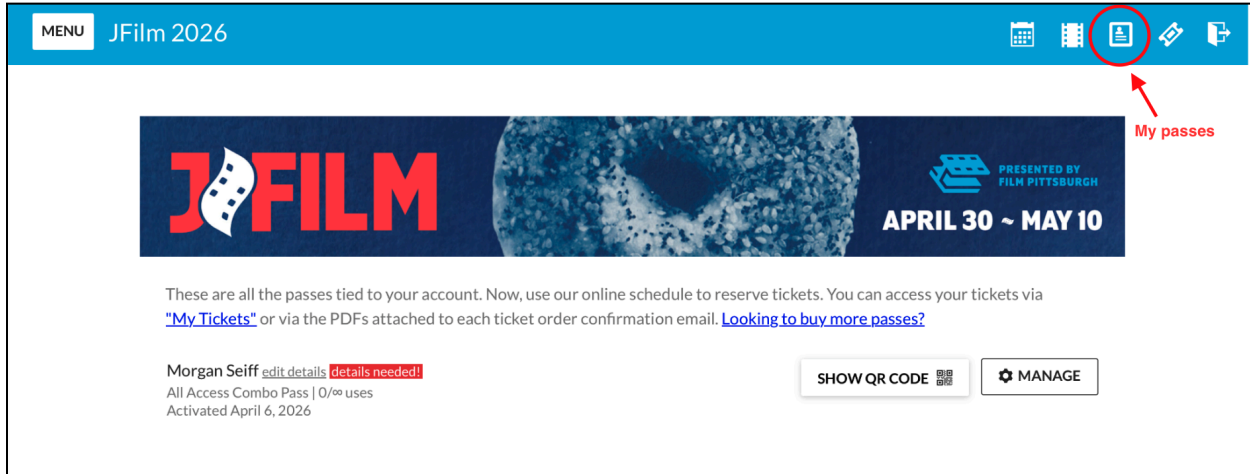 MENU JFilm 2026
My passes
JFILM
PRESENTED BY
FILM PITTSBURGH
APRIL 30 ~ MAY 10
These are all the passes tied to your account. Now, use our online schedule to reserve tickets. You can access your tickets via
"My Tickets" or via the PDFs attached to each ticket order confirmation email. Looking to buy more passes?
Morgan Seiff edit details details needed!
All Access Combo Pass | 0/∞ uses
Activated April 6, 2026
SHOW QR CODE
MANAGE